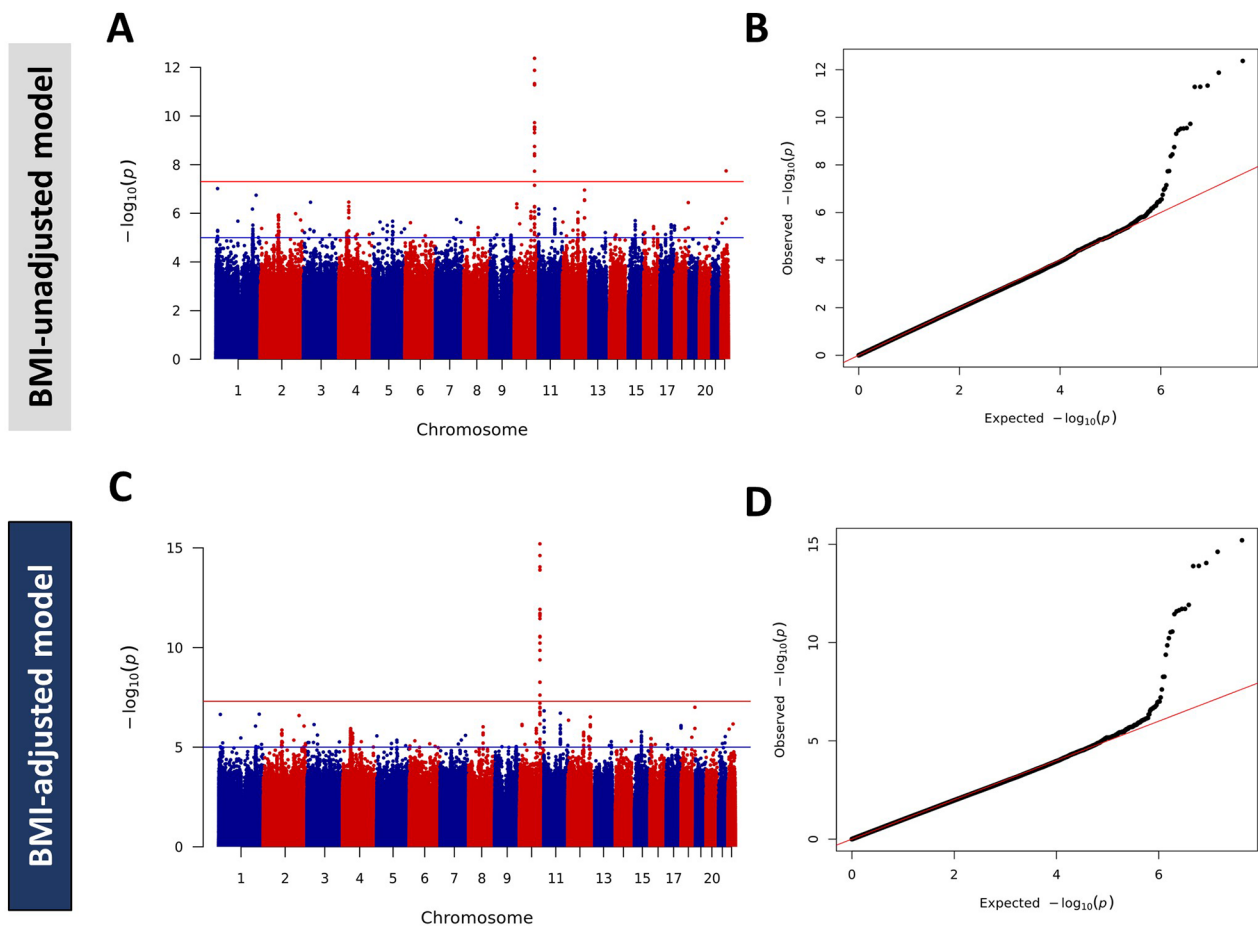 BMI-unadjusted model
A
12
10
8
6
4
2
0
−log10(p)
1 2 3 4 5 6 7 8 9 11 13 15 17 20
Chromosome
B
12
10
8
6
4
2
0
Observed −log10(p)
0 2 4 6
Expected −log10(p)
BMI-adjusted model
C
15
10
5
0
−log10(p)
1 2 3 4 5 6 7 8 9 11 13 15 17 20
Chromosome
D
15
10
5
0
Observed −log10(p)
0 2 4 6
Expected −log10(p)